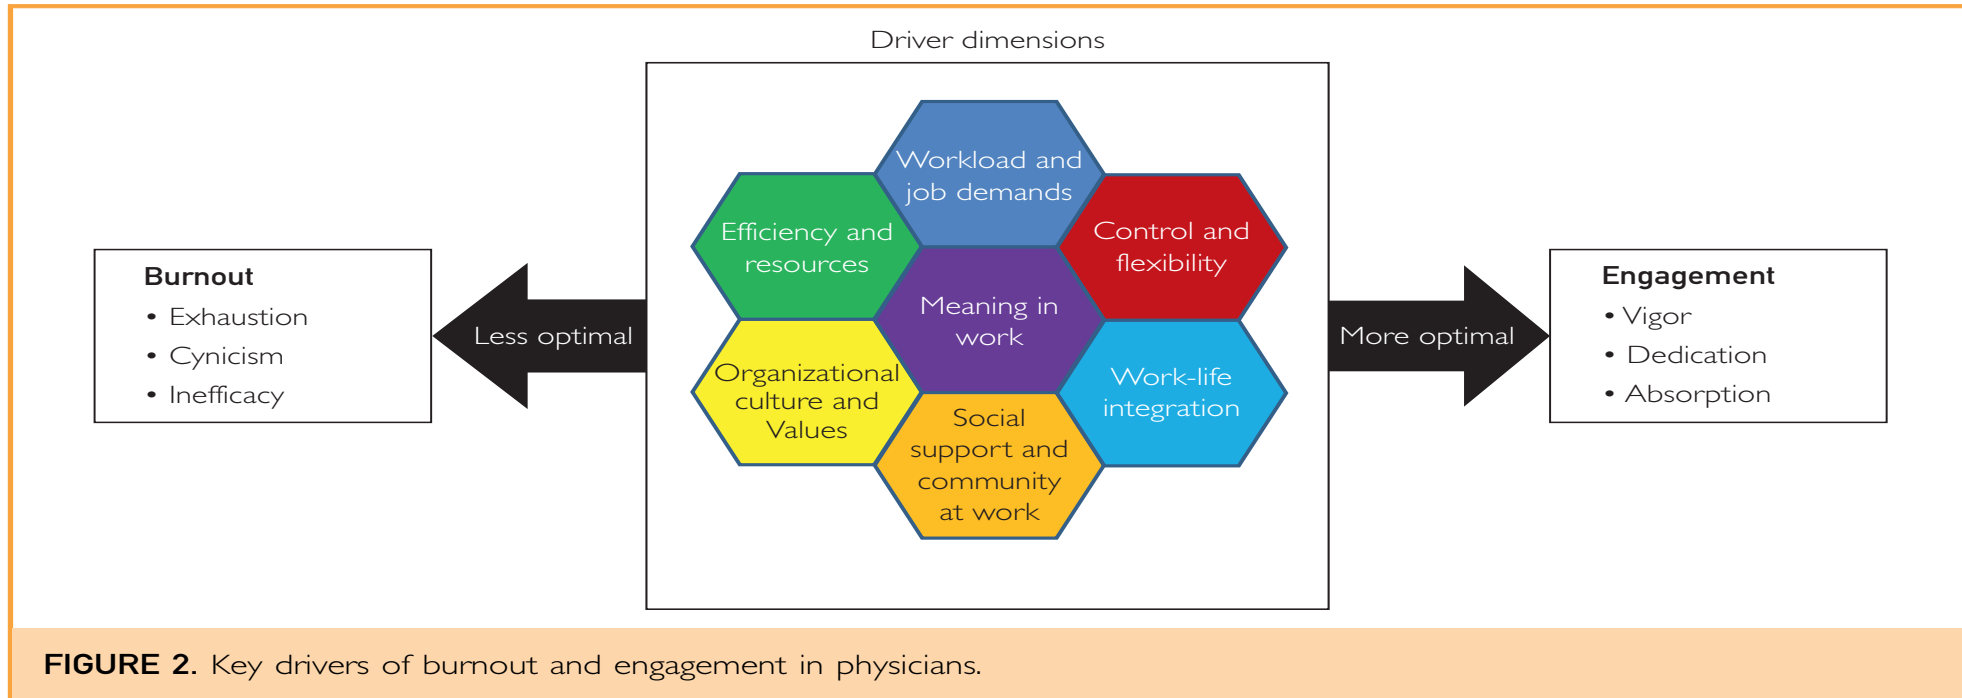 Driver dimensions
Workload and
job demands
Efficiency and
resources
Control and
flexibility
Meaning in
work
Organizational
culture and
Values
Work-life
integration
Social
support and
community
at work
Burnout
• Exhaustion
• Cynicism
• Inefficacy
Less optimal
More optimal
Engagement
• Vigor
• Dedication
• Absorption
FIGURE 2. Key drivers of burnout and engagement in physicians.